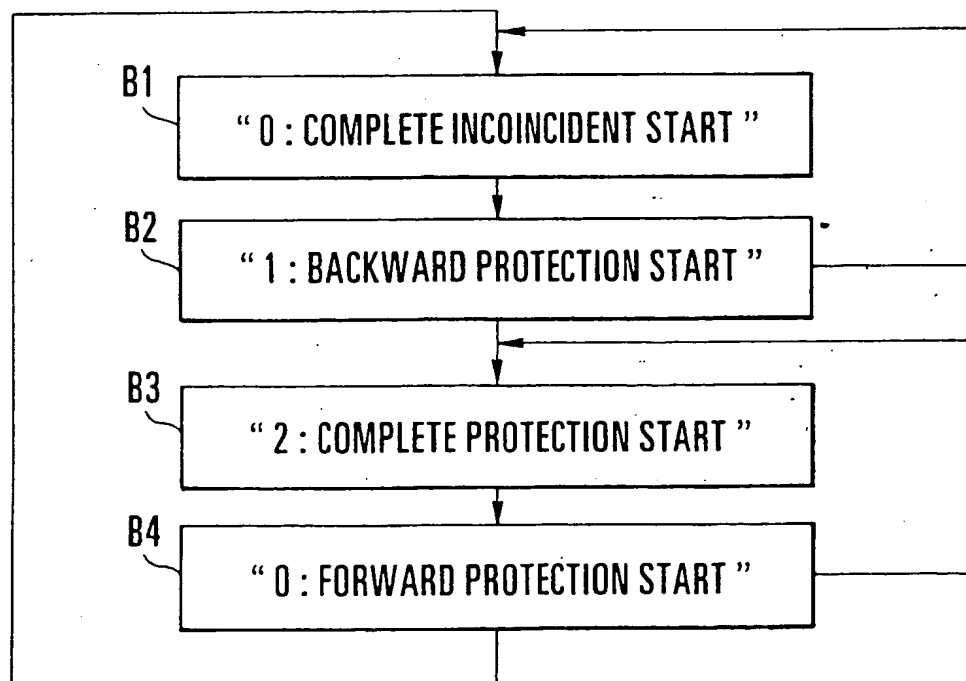 B1
“ 0 : COMPLETE INCOINCIDENT START ”
B2
“ 1 : BACKWARD PROTECTION START ”
B3
“ 2 : COMPLETE PROTECTION START ”
B4
“ 0 : FORWARD PROTECTION START ”